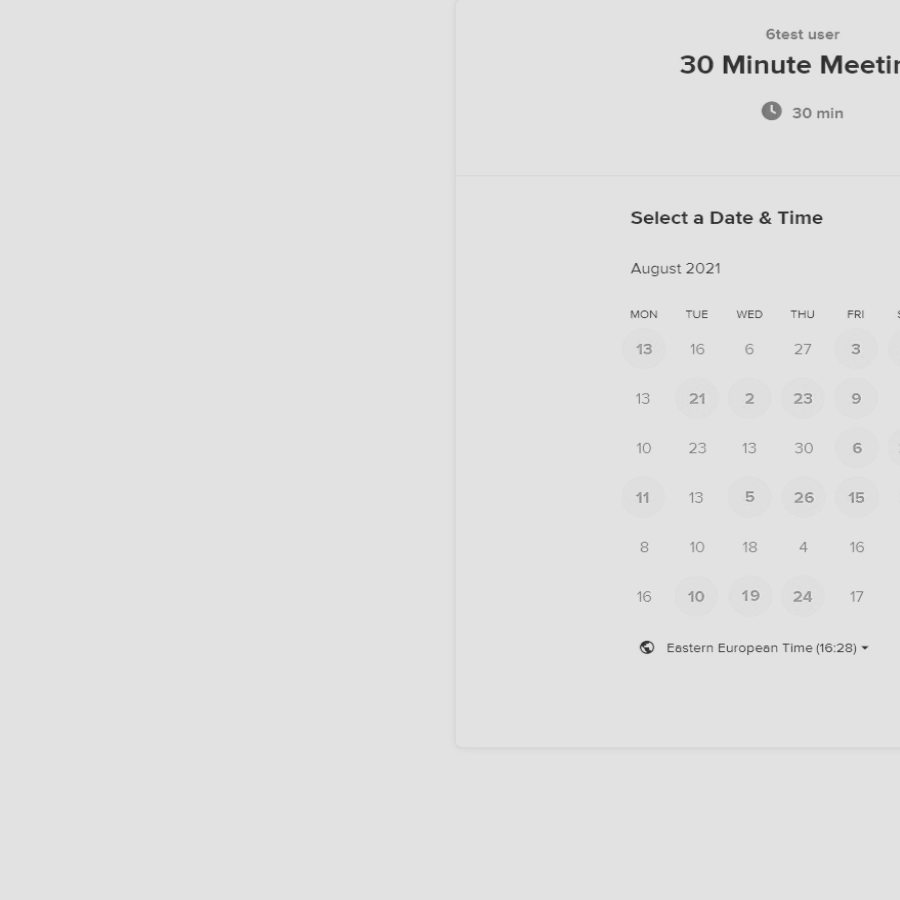 6test user
30 Minute
30 min
Select a Date & Time
August 2021
MON TUE WED THU FRI
13 16 6 27 3
13 21 2 23 9
10 23 13 30 6
11 13 5 26 15
8 10 18 4 16
16 10 19 24 17
Eastern European Time (16:28)